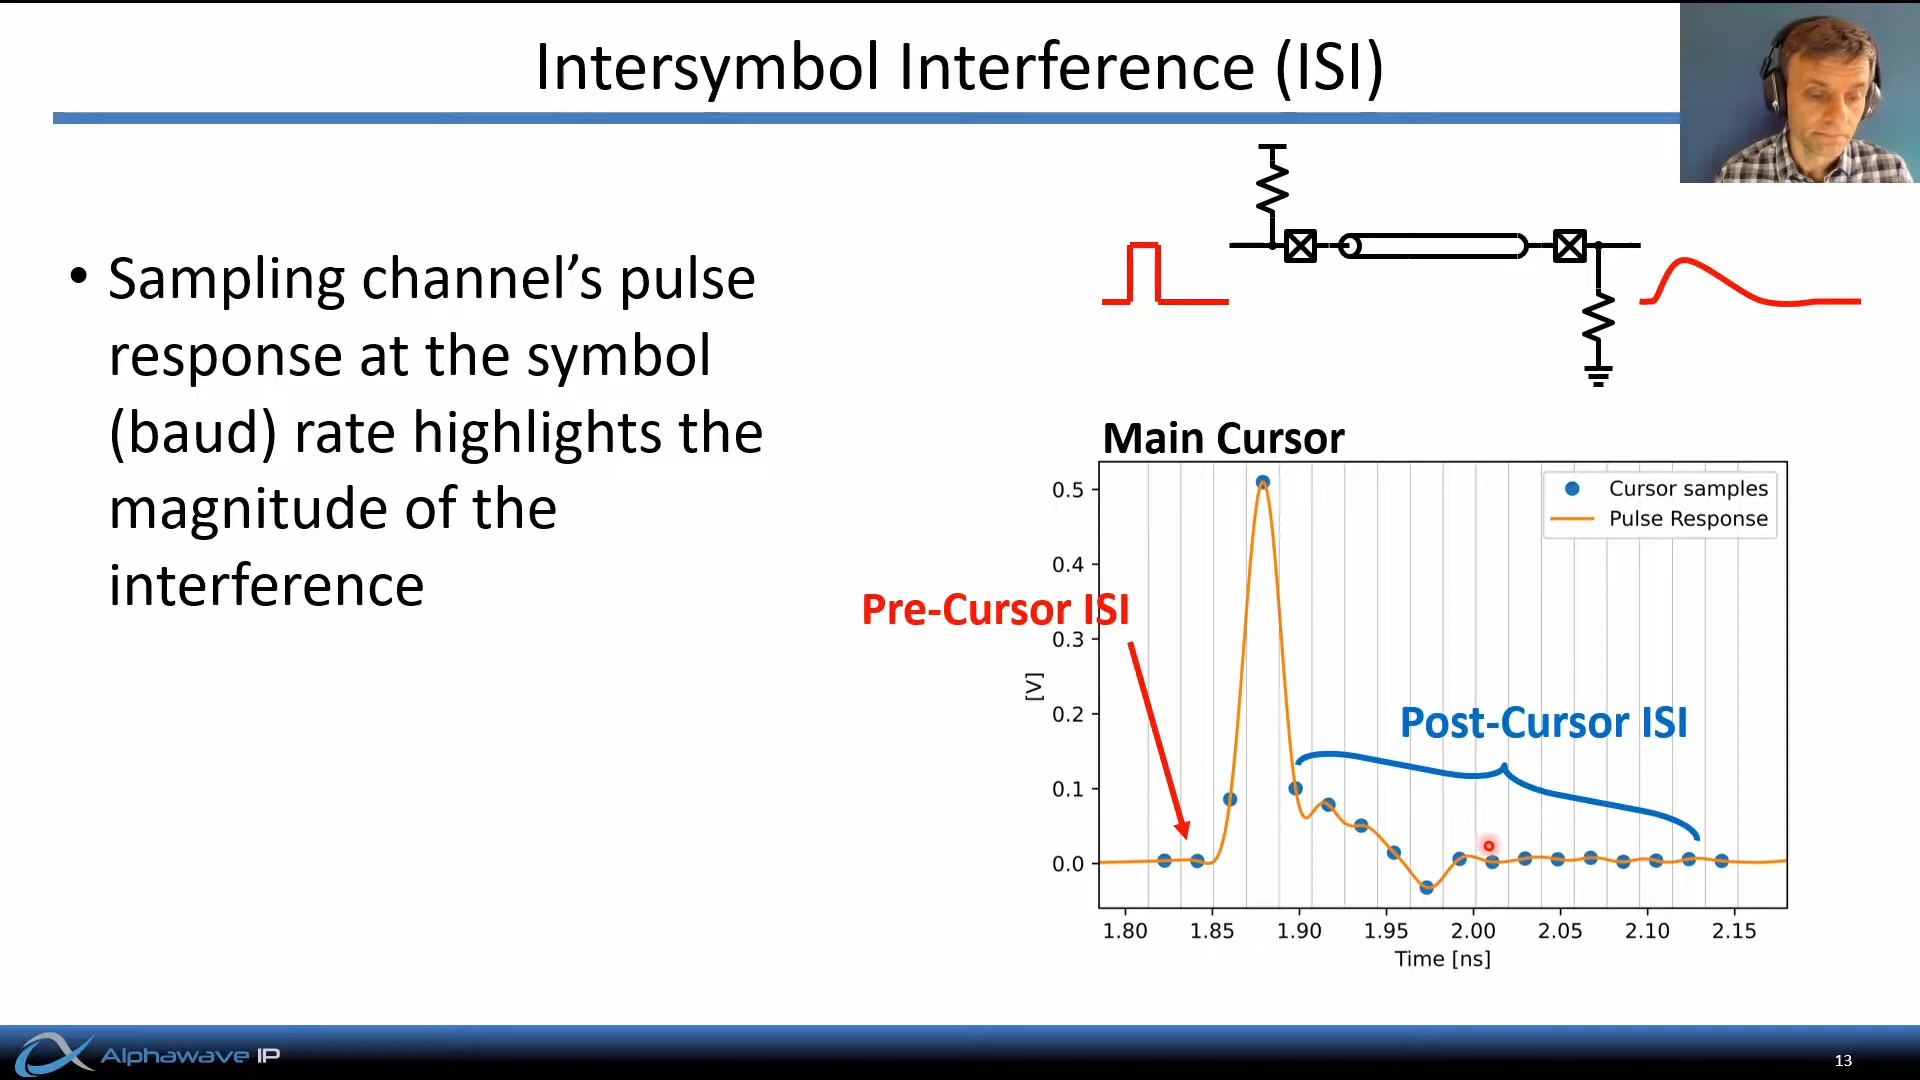 Intersymbol Interference (ISI)
• Sampling channel's pulse
response at the symbol
(baud) rate highlights the
magnitude of the
interference
Main Cursor
Pre-Cursor ISI
Post-Cursor ISI
Cursor samples
Pulse Response
[V]
0.5
0.4
0.3
0.2
0.1
0.0
1.80 1.85 1.90 1.95 2.00 2.05 2.10 2.15
Time [ns]
Alphawave IP
13